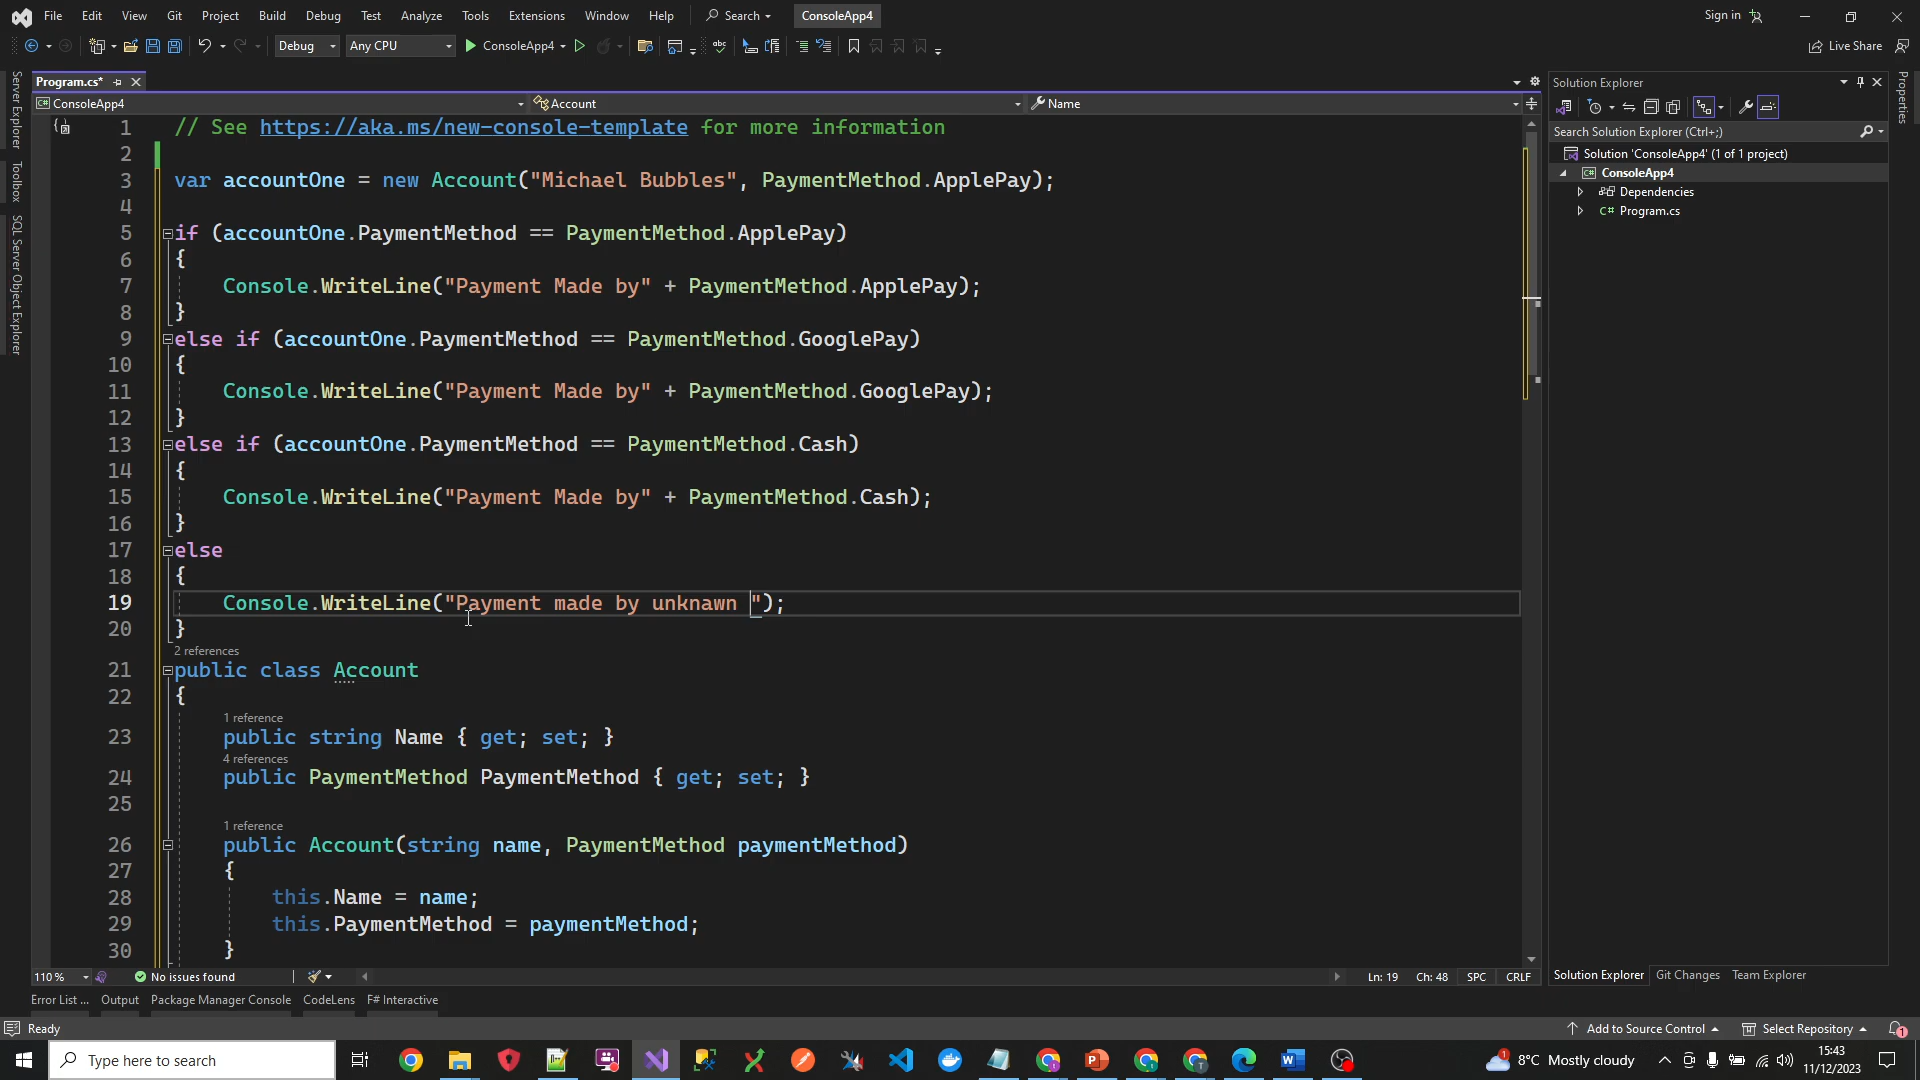 File Edit View Git Project Build Debug Test Analyze Tools Extensions Window Help Search ConsoleApp4 Sign in
Debug Any CPU ConsoleApp4 Live Share
Server Explorer
Toolbox
SQL Server Object Explorer
Program.cs*
ConsoleApp4 Account Name
1 // See https://aka.ms/new-console-template for more information
2
3 var accountOne = new Account("Michael Bubbles", PaymentMethod.ApplePay);
4
5 if (accountOne.PaymentMethod == PaymentMethod.ApplePay)
6 {
7 Console.WriteLine("Payment Made by" + PaymentMethod.ApplePay);
8 }
9 else if (accountOne.PaymentMethod == PaymentMethod.GooglePay)
10 {
11 Console.WriteLine("Payment Made by" + PaymentMethod.GooglePay);
12 }
13 else if (accountOne.PaymentMethod == PaymentMethod.Cash)
14 {
15 Console.WriteLine("Payment Made by" + PaymentMethod.Cash);
16 }
17 else
18 {
19 Console.WriteLine("Payment made by unknawn ");
20 }
2 references
21 public class Account
22 {
1 reference
23 public string Name { get; set; }
4 references
24 public PaymentMethod PaymentMethod { get; set; }
25
1 reference
26 public Account(string name, PaymentMethod paymentMethod)
27 {
28 this.Name = name;
29 this.PaymentMethod = paymentMethod;
30 }
110 % No issues found Ln: 19 Ch: 48 SPC CRLF
Solution Explorer
Search Solution Explorer (Ctrl+;)
Solution 'ConsoleApp4' (1 of 1 project)
ConsoleApp4
Dependencies
C# Program.cs
Properties
Solution Explorer Git Changes Team Explorer
Error List ... Output Package Manager Console CodeLens F# Interactive
Ready Add to Source Control Select Repository 1
Type here to search 1 8°C Mostly cloudy 15:43
11/12/2023